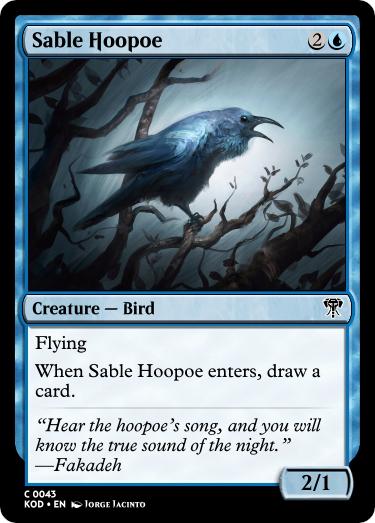 Sable Hoopoe 2
Creature — Bird
Flying
When Sable Hoopoe enters, draw a
card.
“Hear the hoopoe's song, and you will
know the true sound of the night.”
—Fakadeh
2/1
C 0043
KOD • EN Jorge Jacinto